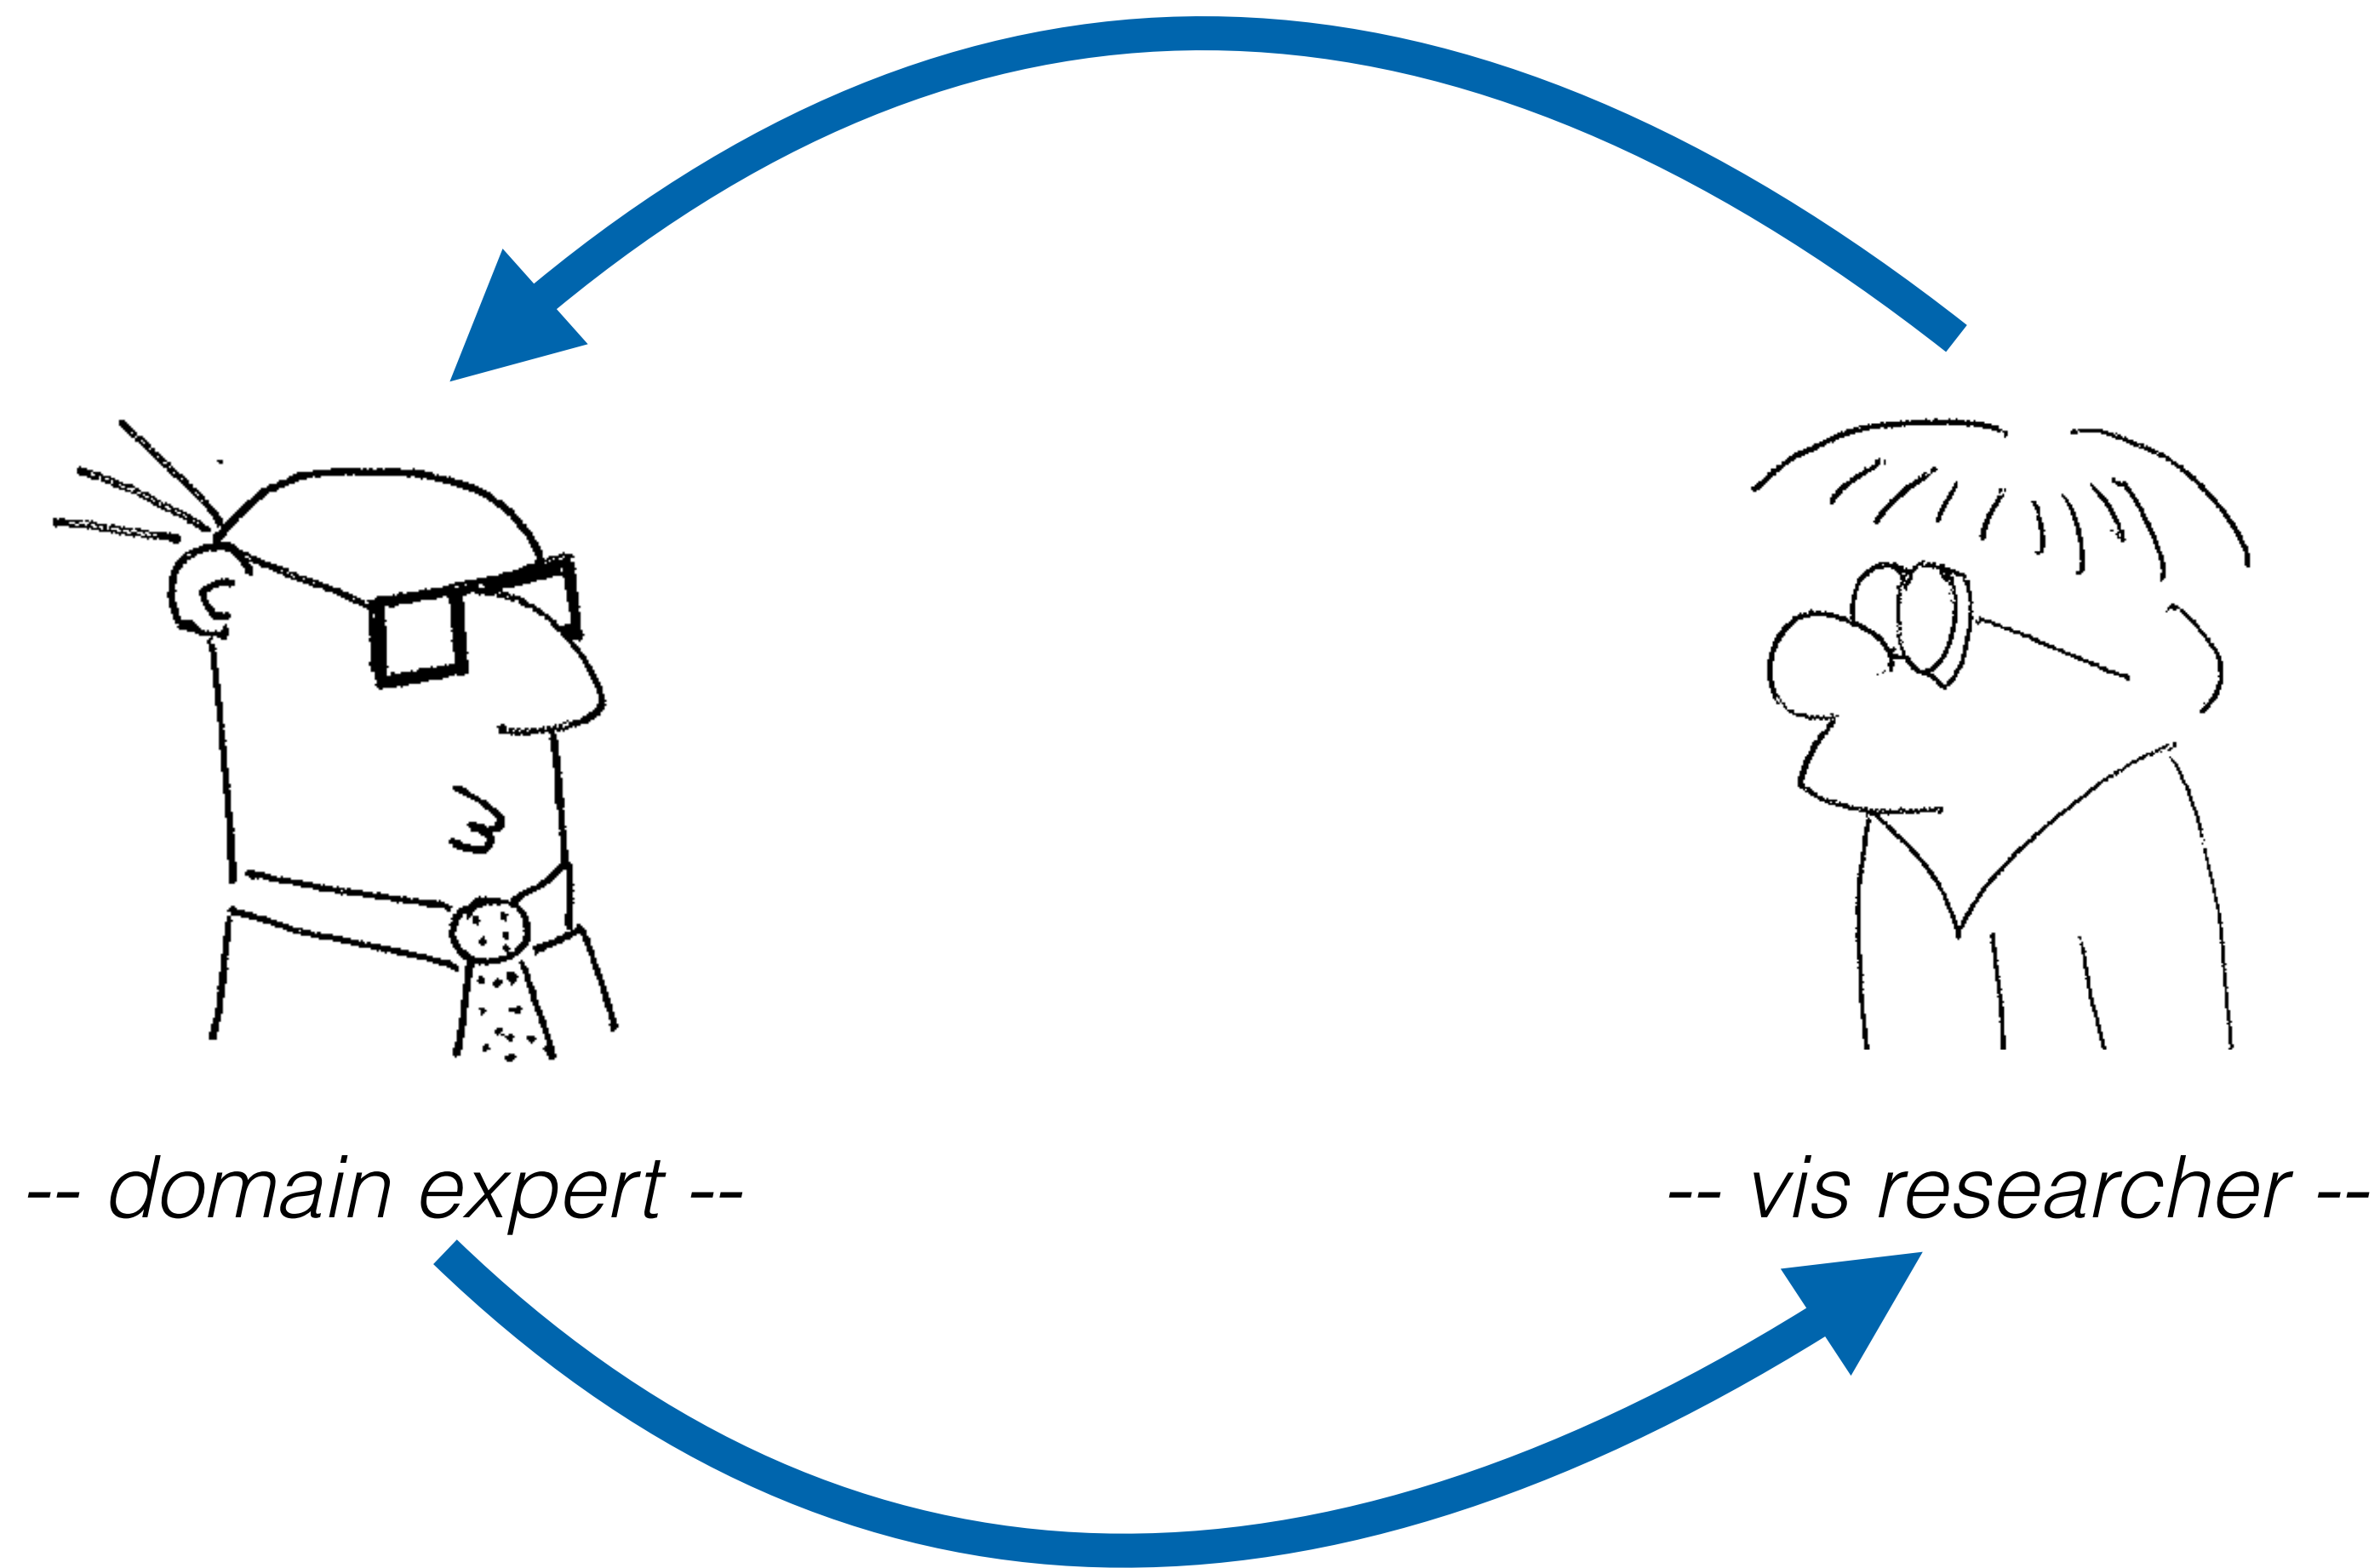 -- domain expert --
-- vis researcher --